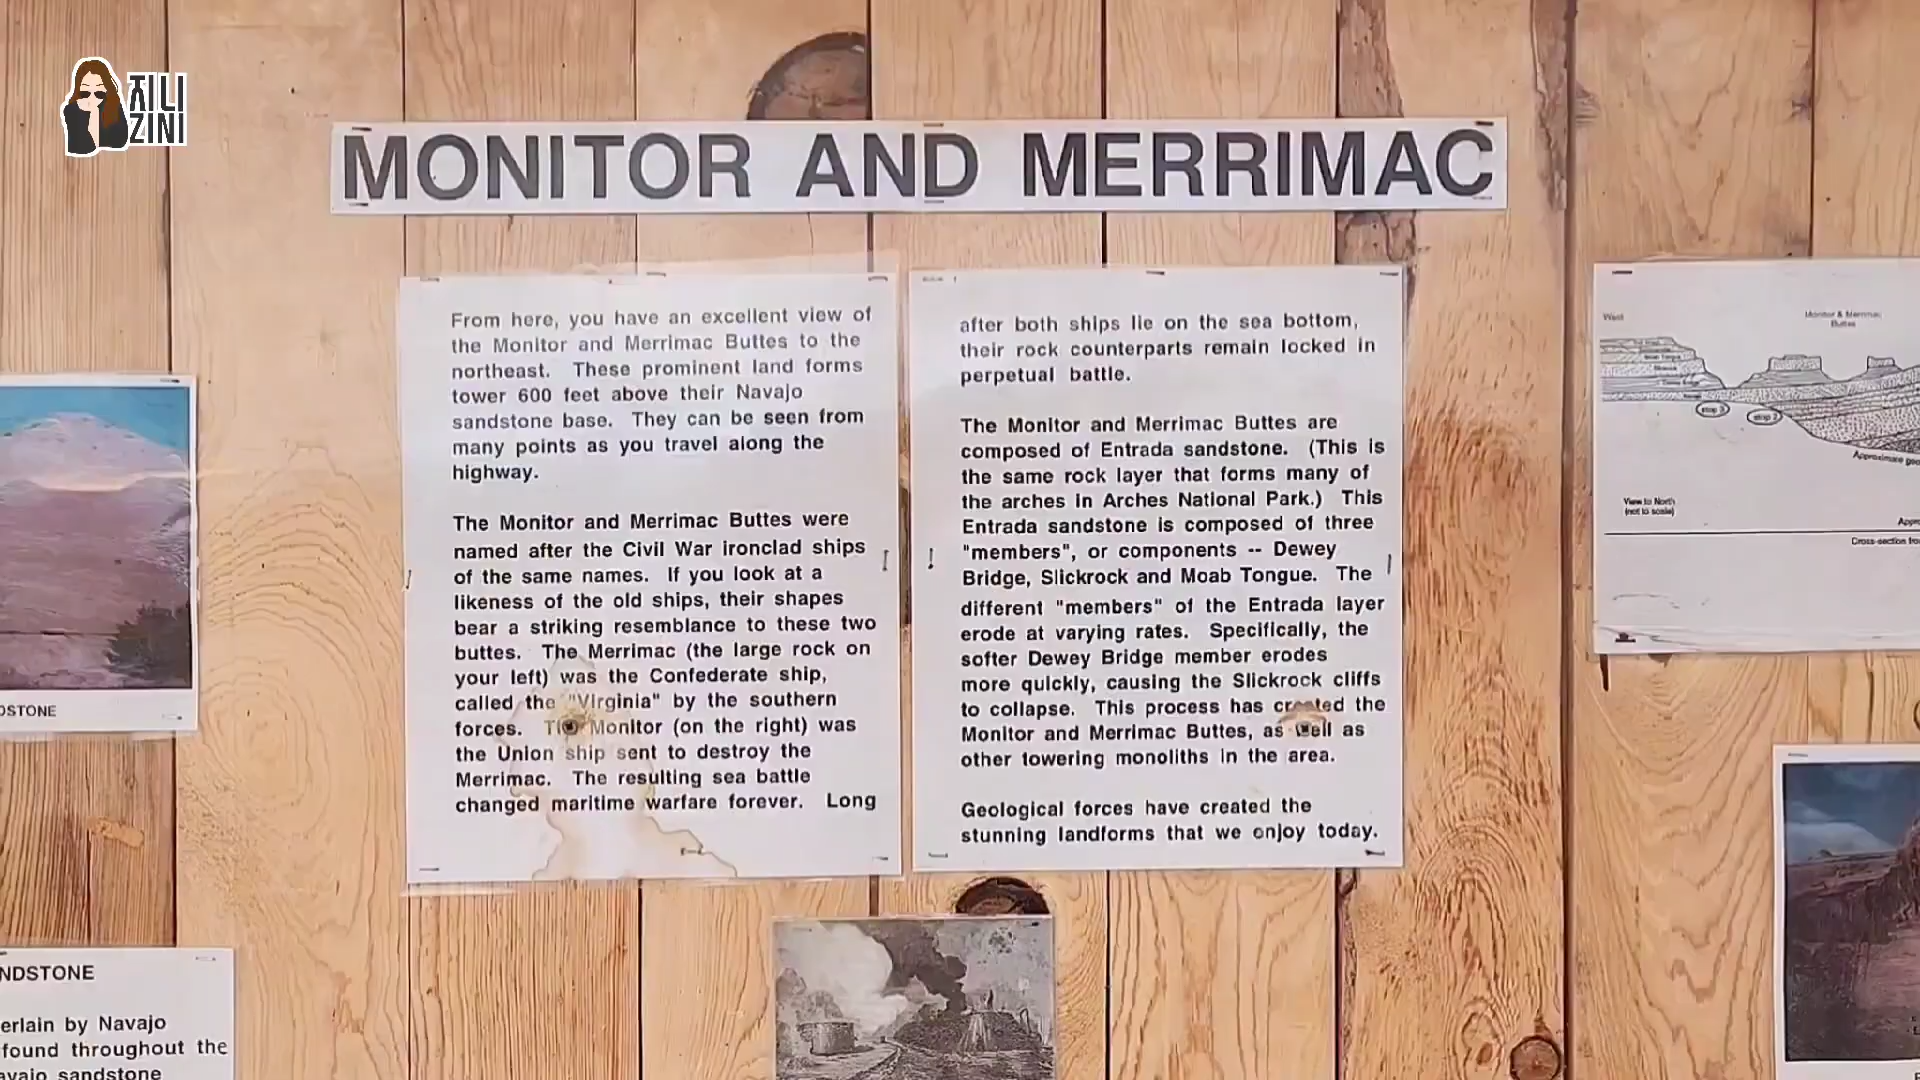 TILI
ZINI
MONITOR AND MERRIMAC
From here, you have an excellent view of
the Monitor and Merrimac Buttes to the
northeast. These prominent land forms
tower 600 feet above their Navajo
sandstone base. They can be seen from
many points as you travel along the
highway.
The Monitor and Merrimac Buttes were
named after the Civil War ironclad ships
of the same names. If you look at a
likeness of the old ships, their shapes
bear a striking resemblance to these two
buttes. The Merrimac (the large rock on
your left) was the Confederate ship,
called the "Virginia" by the southern
forces. The Monitor (on the right) was
the Union ship sent to destroy the
Merrimac. The resulting sea battle
changed maritime warfare forever. Long
after both ships lie on the sea bottom,
their rock counterparts remain locked in
perpetual battle.
The Monitor and Merrimac Buttes are
composed of Entrada sandstone. (This is
the same rock layer that forms many of
the arches in Arches National Park.) This
Entrada sandstone is composed of three
"members", or components -- Dewey
Bridge, Slickrock and Moab Tongue. The
different "members" of the Entrada layer
erode at varying rates. Specifically, the
softer Dewey Bridge member erodes
more quickly, causing the Slickrock cliffs
to collapse. This process has created the
Monitor and Merrimac Buttes, as well as
other towering monoliths in the area.
Geological forces have created the
stunning landforms that we enjoy today.
West
Monitor & Merrimac
Buttes
stop 3
stop 2
Approximate
View to North
(not to scale)
Cross-section
DSTONE
NDSTONE
erlain by Navajo
found throughout the
avajo sandstone